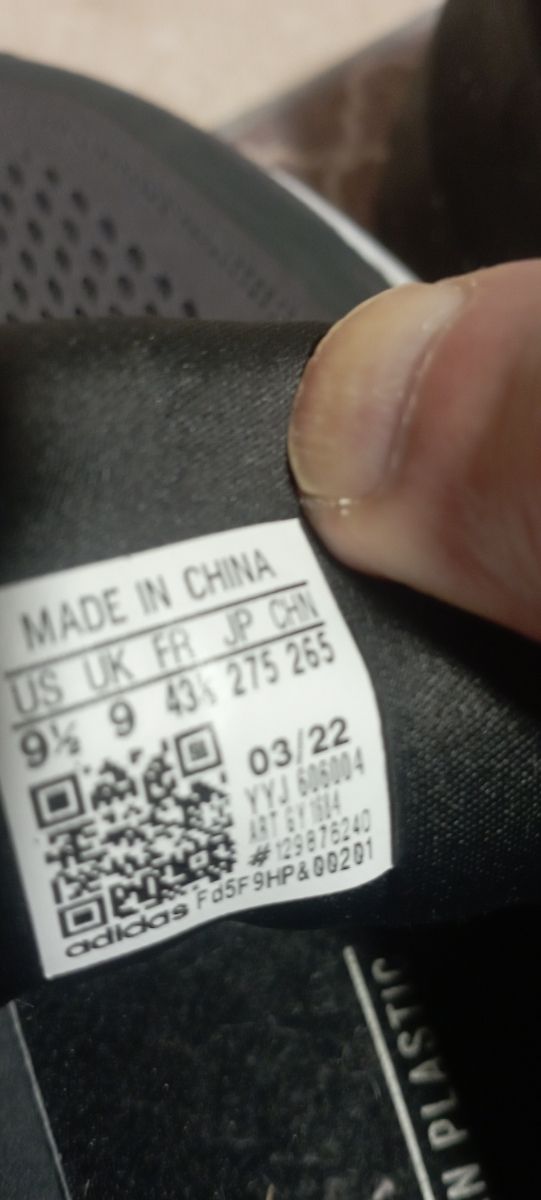 MADE IN CHINA
US UK FR JP CHN
9½ 9 43⅓ 275 265
03/22
YYJ 606004
ART GY1684
#129876240
Fd5F9HP&00201
adidas
N PLASTIC